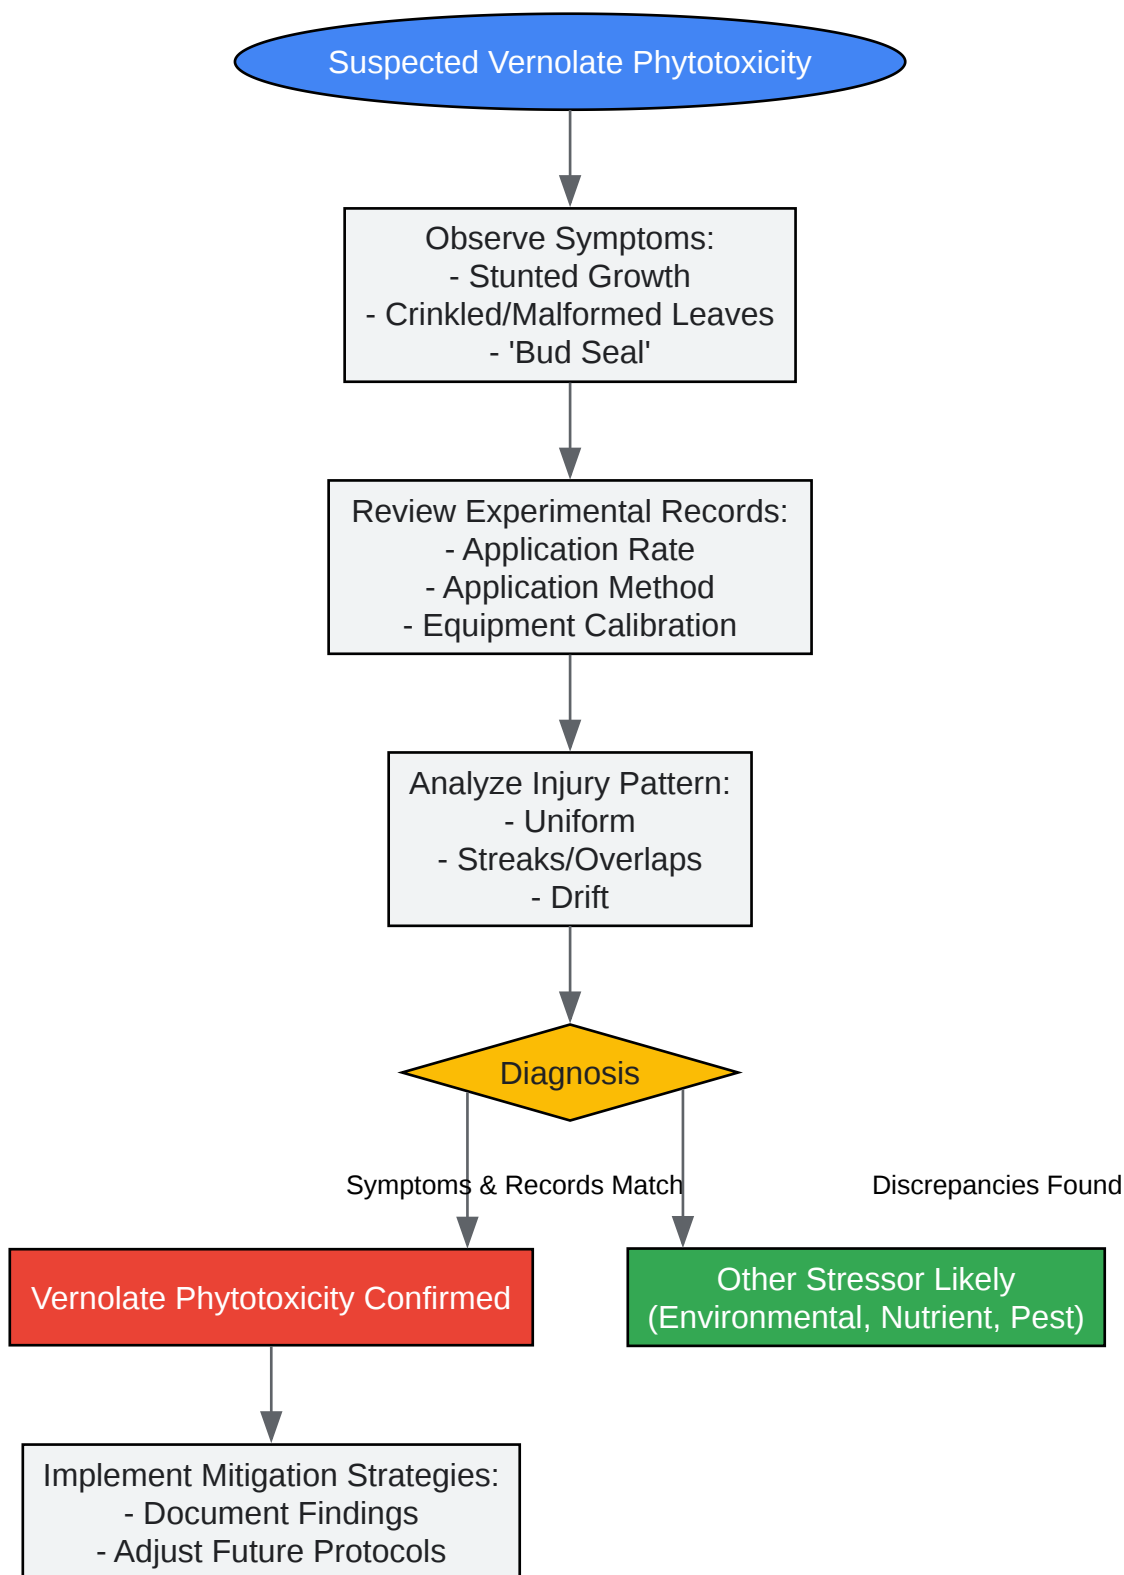 Suspected Vernolate Phytotoxicity
Observe Symptoms:
- Stunted Growth
- Crinkled/Malformed Leaves
- 'Bud Seal'
Review Experimental Records:
- Application Rate
- Application Method
- Equipment Calibration
Analyze Injury Pattern:
- Uniform
- Streaks/Overlaps
- Drift
Diagnosis
Symptoms & Records Match
Discrepancies Found
Vernolate Phytotoxicity Confirmed
Other Stressor Likely
(Environmental, Nutrient, Pest)
Implement Mitigation Strategies:
- Document Findings
- Adjust Future Protocols